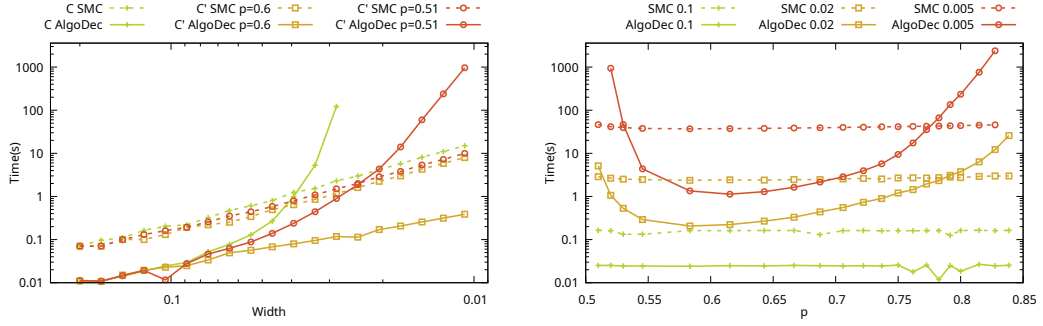 C SMC C' SMC p=0.6 C' SMC p=0.51
C AlgoDec C' AlgoDec p=0.6 C' AlgoDec p=0.51
1000
100
10
1
0.1
0.01
Time(s)
0.1 0.01
Width
SMC 0.1 SMC 0.02 SMC 0.005
AlgoDec 0.1 AlgoDec 0.02 AlgoDec 0.005
1000
100
10
1
0.1
0.01
Time(s)
0.5 0.55 0.6 0.65 0.7 0.75 0.8 0.85
p